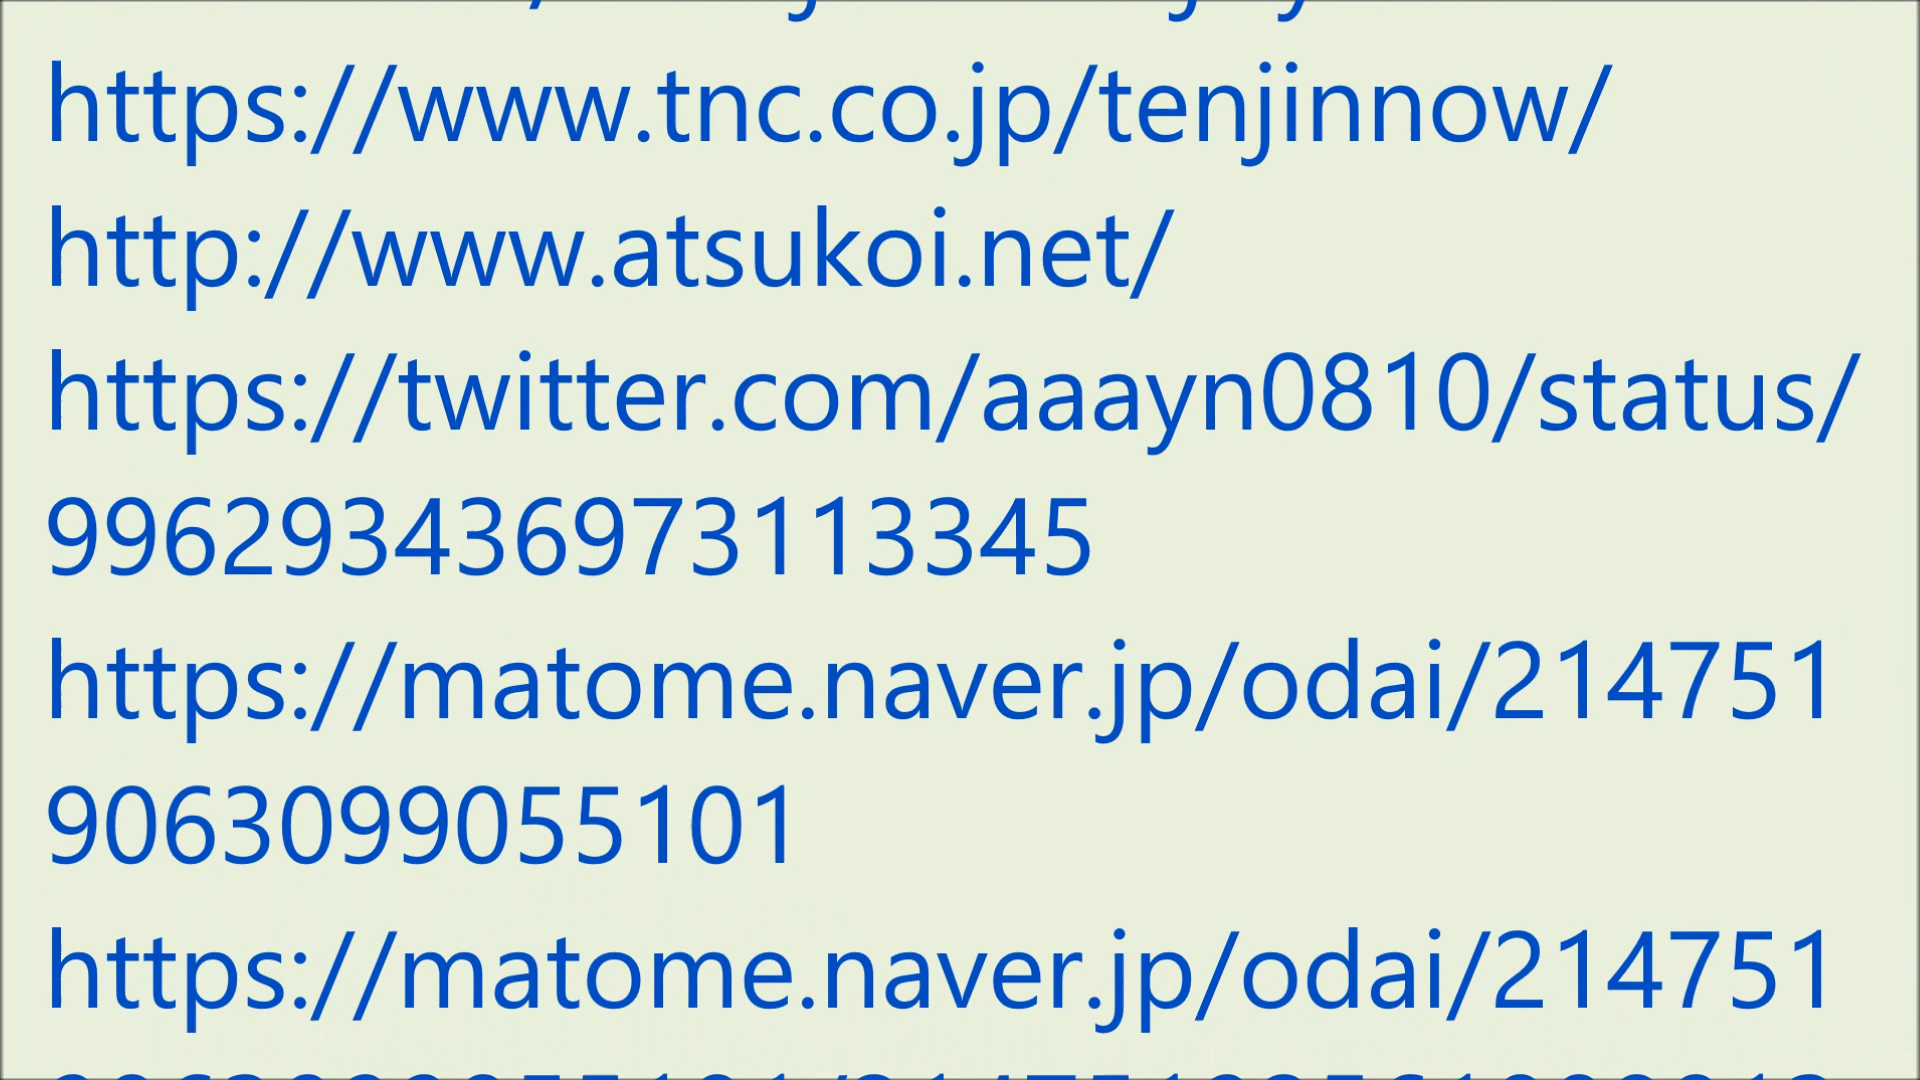 https://www.tnc.co.jp/tenjinnow/
http://www.atsukoi.net/
https://twitter.com/aaayn0810/status/
996293436973113345
https://matome.naver.jp/odai/214751
9063099055101
https://matome.naver.jp/odai/214751